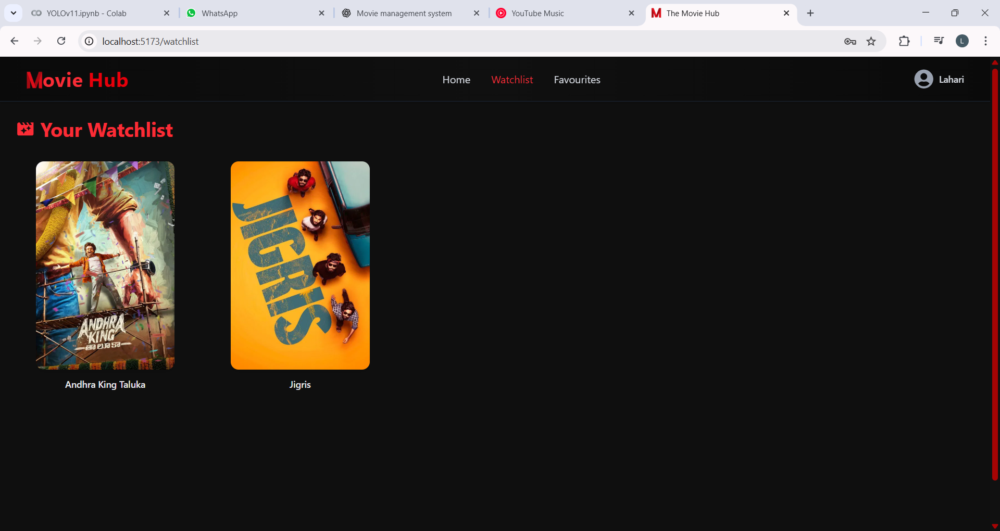 YOLOv11.ipynb - Colab
WhatsApp
Movie management system
YouTube Music
The Movie Hub
localhost:5173/watchlist
L
Movie Hub
Home
Watchlist
Favourites
Lahari
Your Watchlist
ANDHRA
KING
తాలూకా
JIGRIS
Andhra King Taluka
Jigris